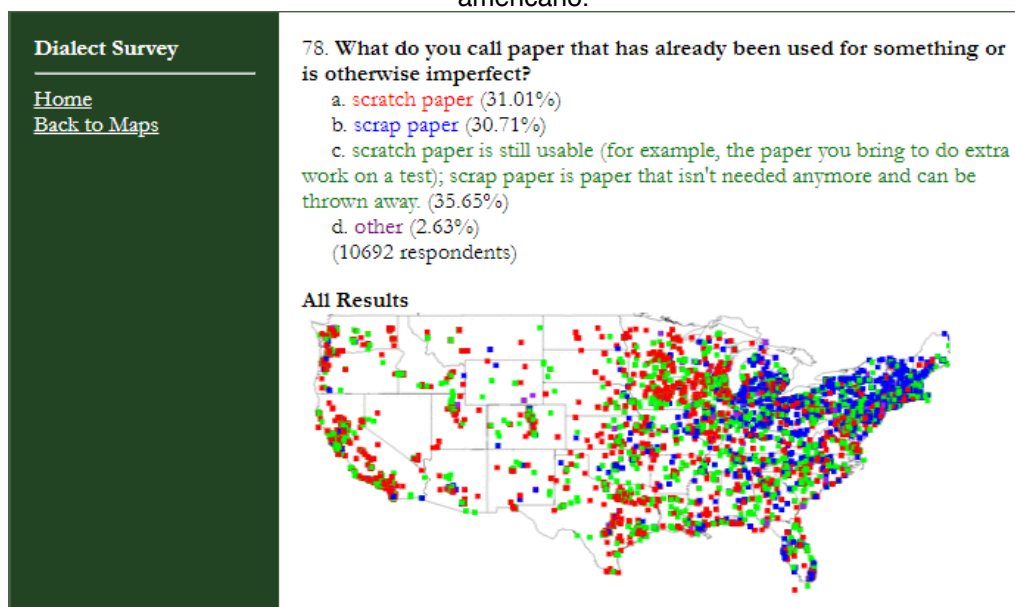 americano.
Dialect Survey
Home
Back to Maps
78. What do you call paper that has already been used for something or
is otherwise imperfect?
a. scratch paper (31.01%)
b. scrap paper (30.71%)
c. scratch paper is still usable (for example, the paper you bring to do extra
work on a test); scrap paper is paper that isn't needed anymore and can be
thrown away. (35.65%)
d. other (2.63%)
(10692 respondents)
All Results